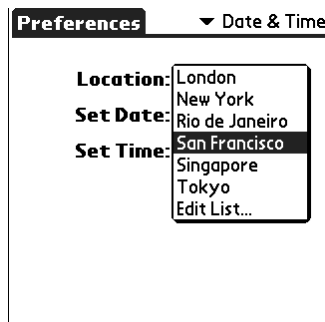 Preferences
Date & Time
Location:
Set Date:
Set Time:
London
New York
Rio de Janeiro
San Francisco
Singapore
Tokyo
Edit List...